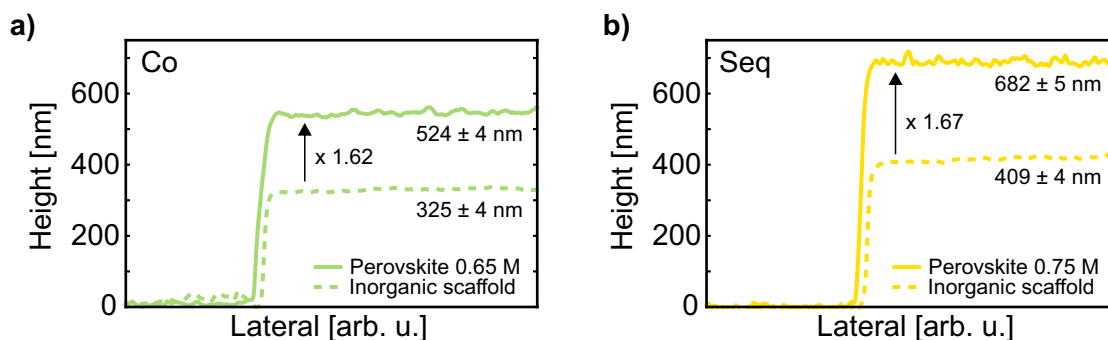 a)
Co
Height [nm]
600
400
200
0
524 ± 4 nm
x 1.62
325 ± 4 nm
Perovskite 0.65 M
Inorganic scaffold
Lateral [arb. u.]
b)
Seq
Height [nm]
600
400
200
0
682 ± 5 nm
x 1.67
409 ± 4 nm
Perovskite 0.75 M
Inorganic scaffold
Lateral [arb. u.]